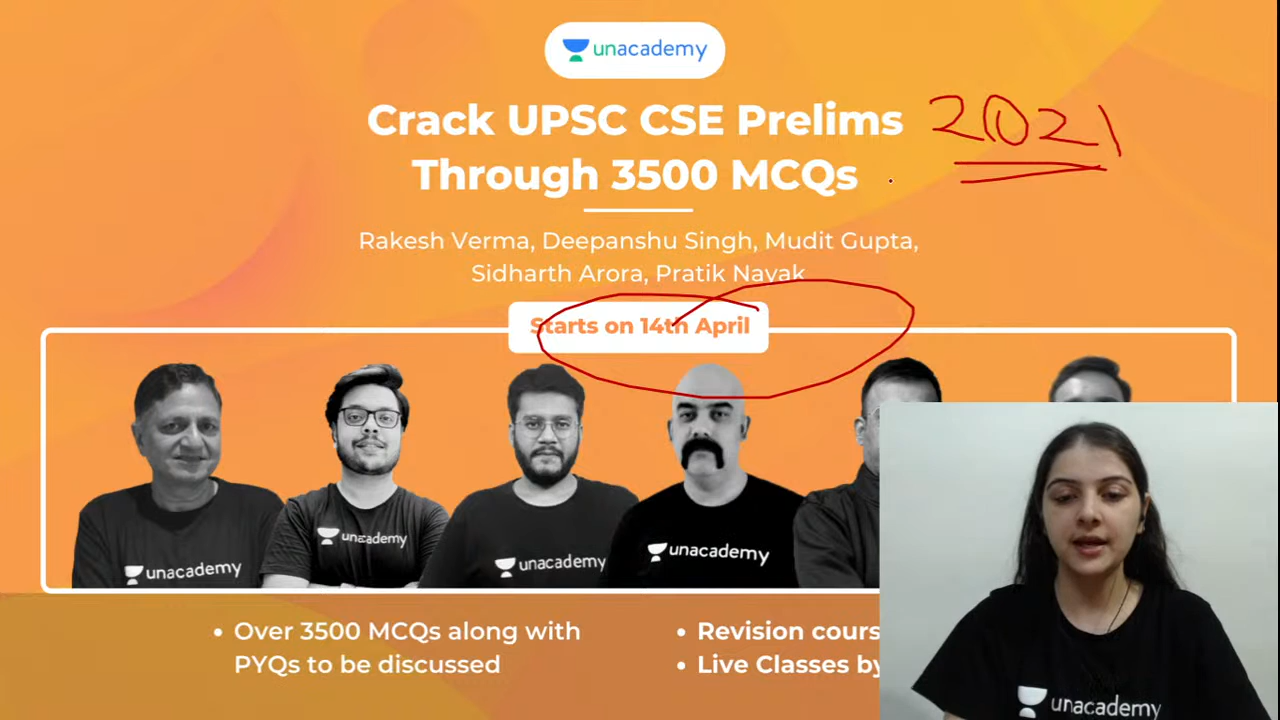 unacademy
Crack UPSC CSE Prelims 2021
Through 3500 MCQs
Rakesh Verma, Deepanshu Singh, Mudit Gupta,
Sidharth Arora, Pratik Nayak
Starts on 14th April
unacademy
unacademy
unacademy
unacademy
• Over 3500 MCQs along with
PYQs to be discussed
• Revision cours
• Live Classes by
unacademy